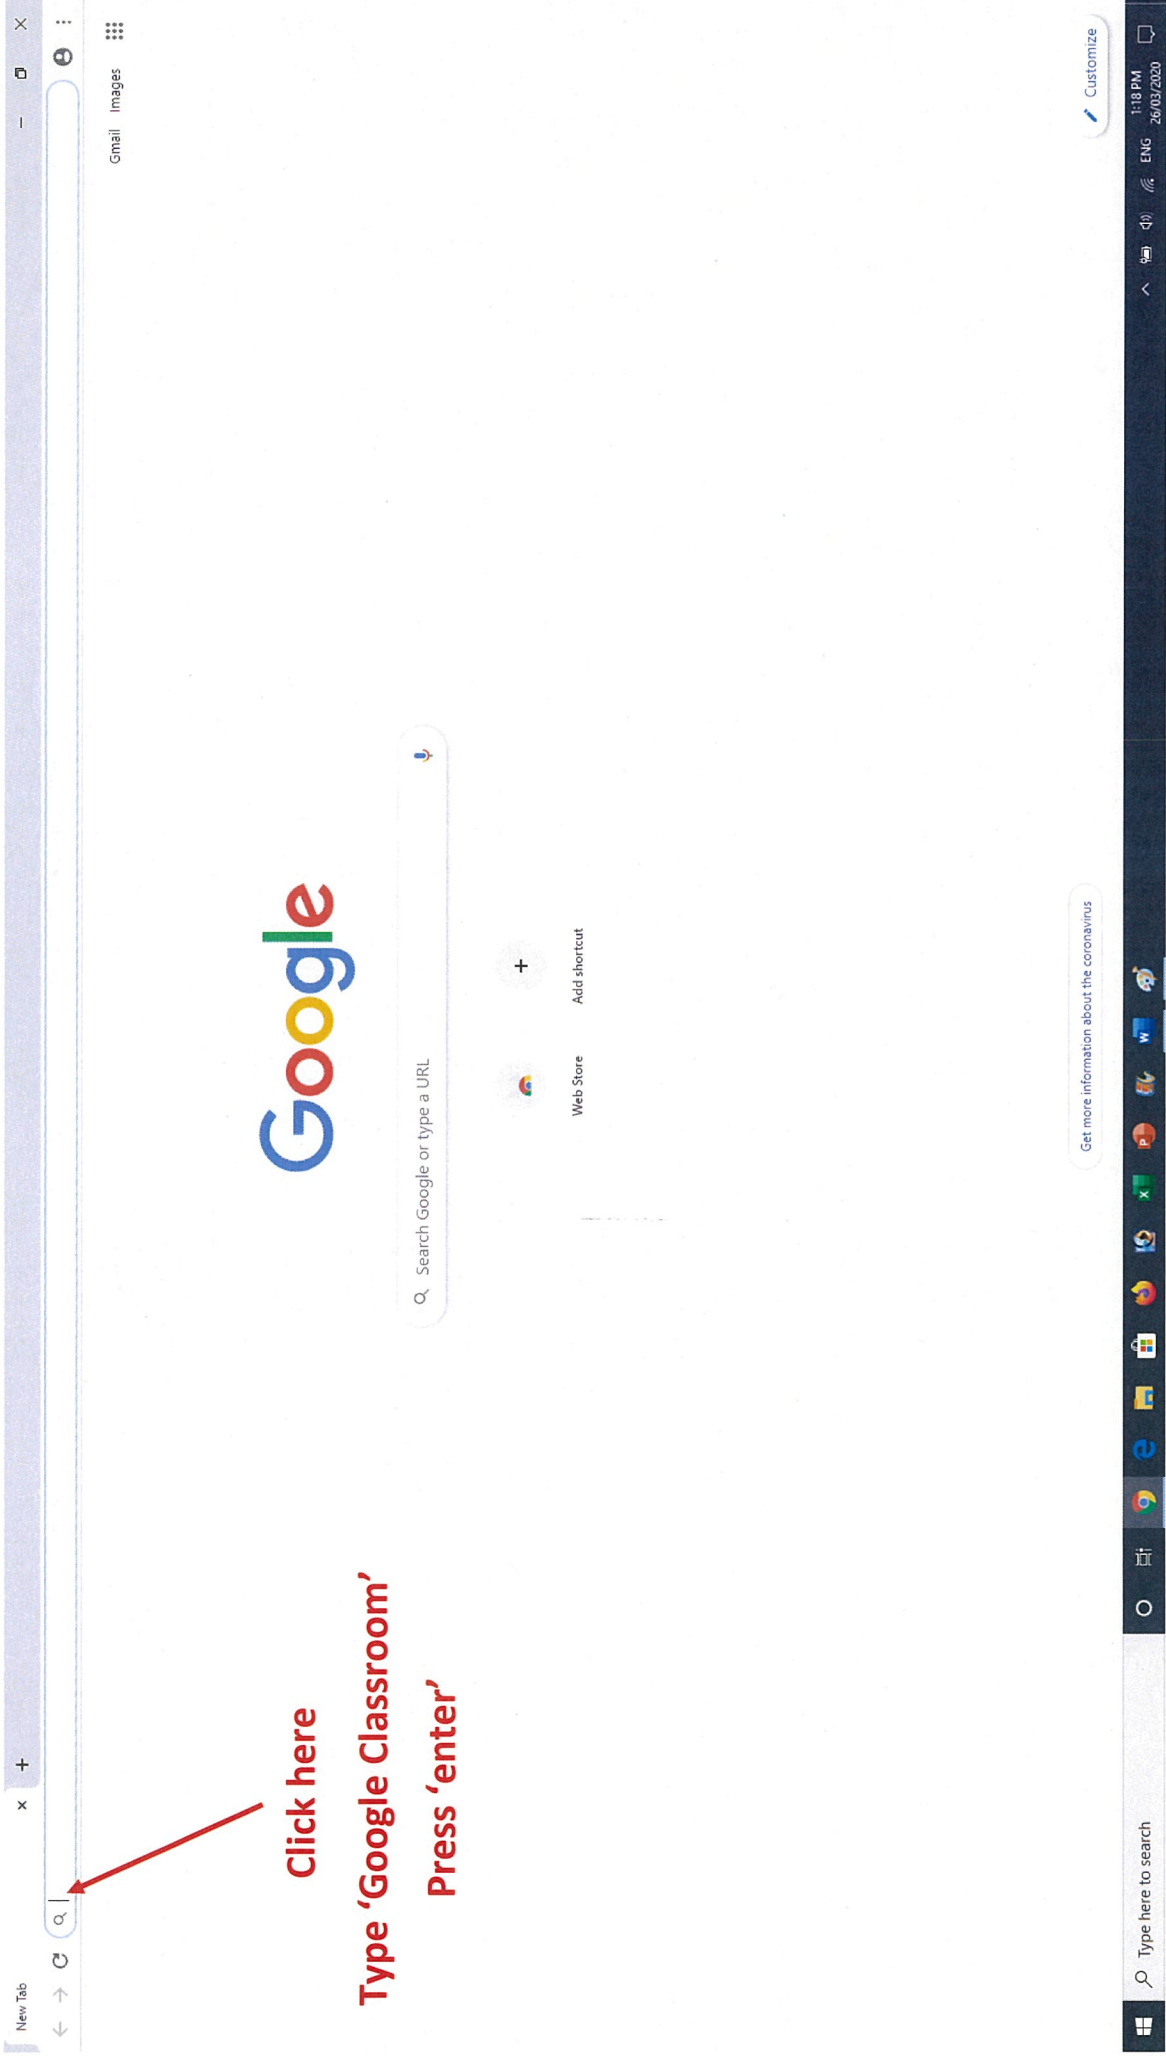 New Tab
Gmail Images
Click here
Type ‘Google Classroom’
Press ‘enter’
Google
Search Google or type a URL
Web Store
Add shortcut
Get more information about the coronavirus
Customize
Type here to search
ENG
1:18 PM
26/03/2020